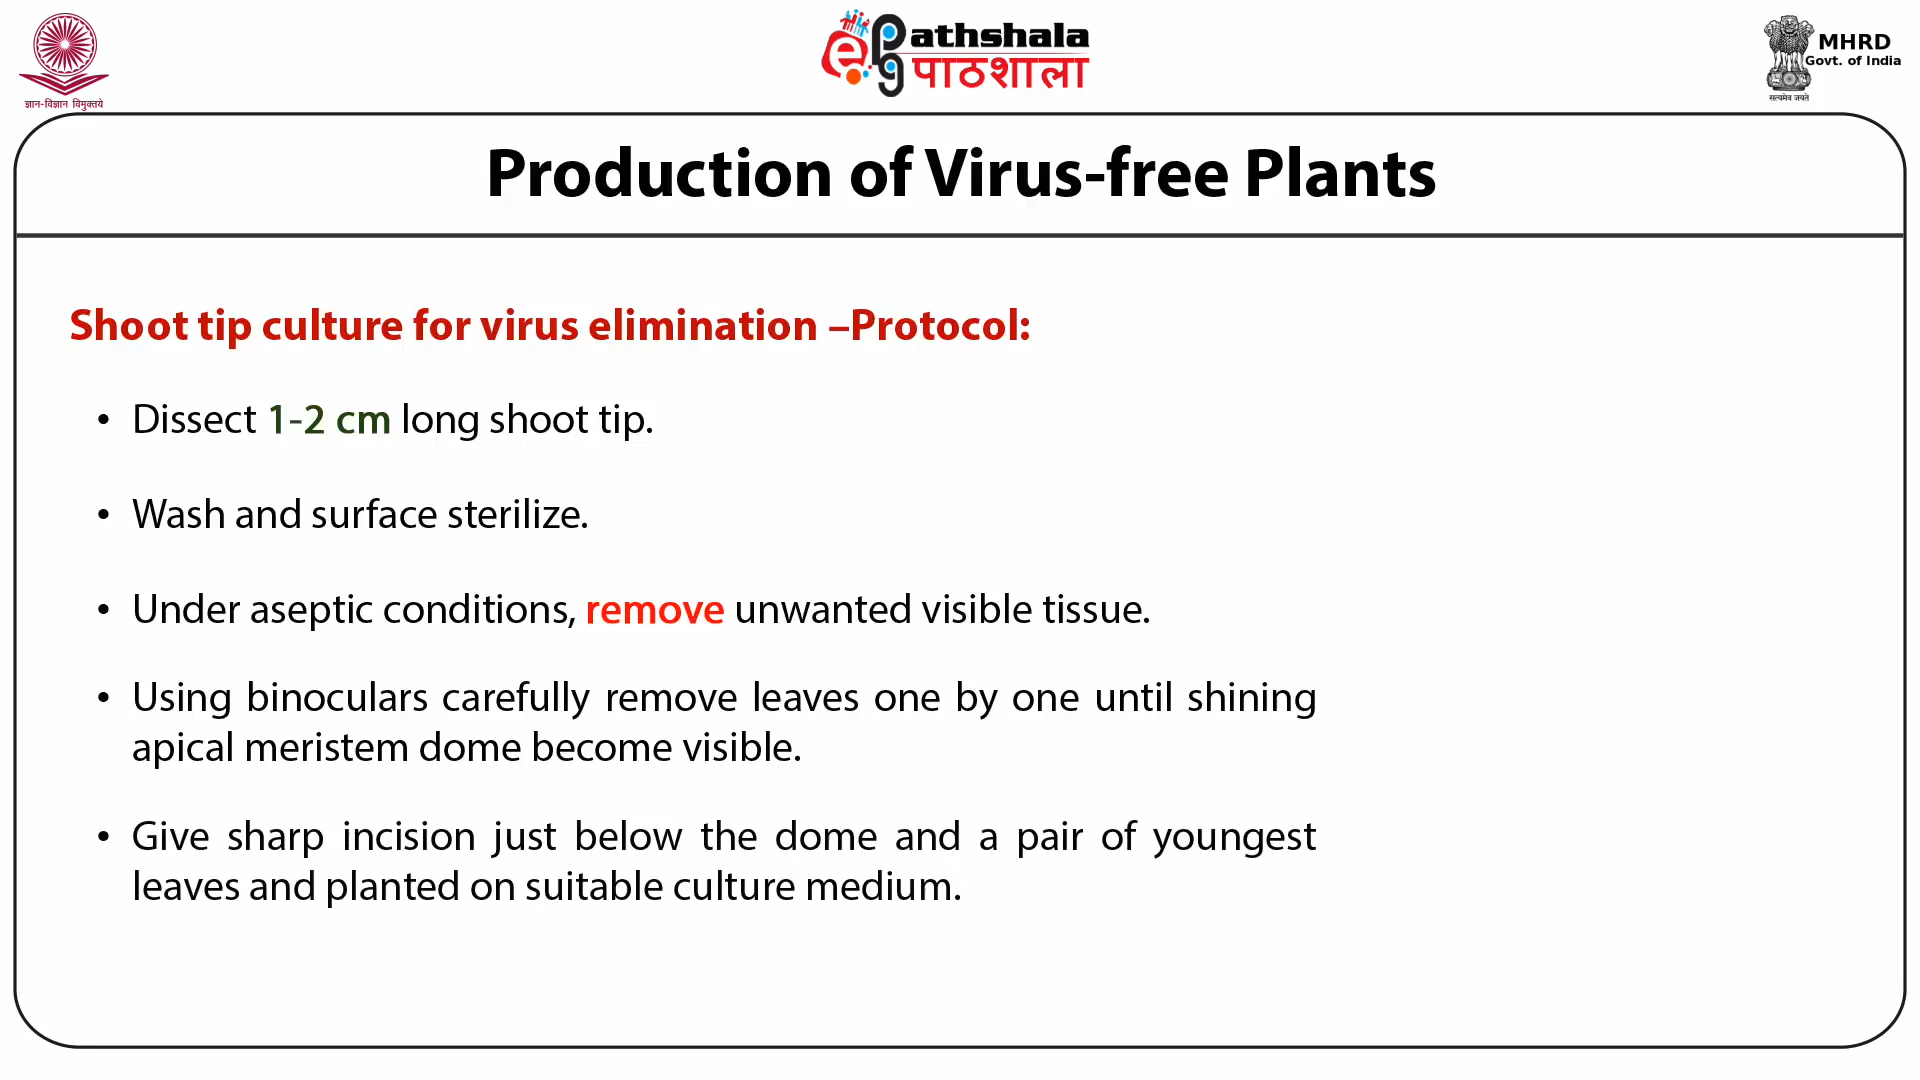 ज्ञान-विज्ञान विमुक्तये
e pg Pathshala
पाठशाला
MHRD
Govt. of India
सत्यमेव जयते
Production of Virus-free Plants
Shoot tip culture for virus elimination –Protocol:
• Dissect 1-2 cm long shoot tip.
• Wash and surface sterilize.
• Under aseptic conditions, remove unwanted visible tissue.
• Using binoculars carefully remove leaves one by one until shining
apical meristem dome become visible.
• Give sharp incision just below the dome and a pair of youngest
leaves and planted on suitable culture medium.